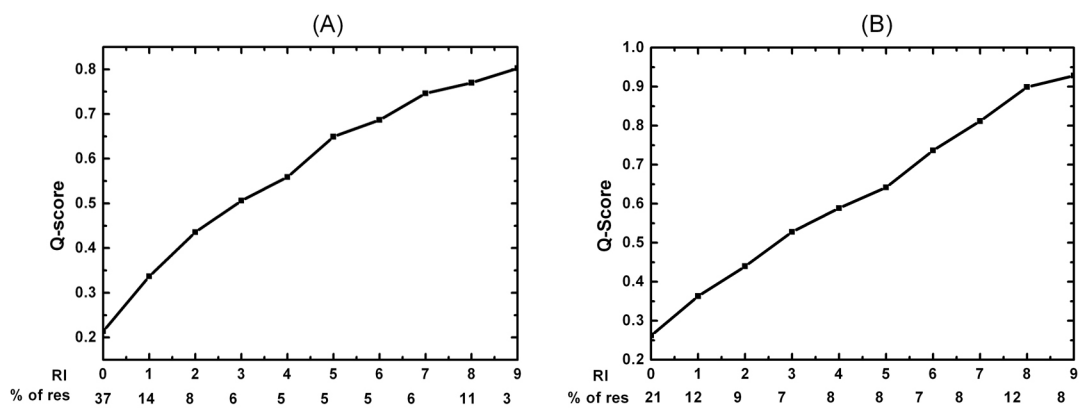 (A)
0.8
0.7
0.6
0.5
0.4
0.3
0.2
Q-score
RI 0 1 2 3 4 5 6 7 8 9
% of res 37 14 8 6 5 5 5 6 11 3
(B)
1.0
0.9
0.8
0.7
0.6
0.5
0.4
0.3
0.2
Q-Score
RI 0 1 2 3 4 5 6 7 8 9
% of res 21 12 9 7 8 8 7 8 12 8